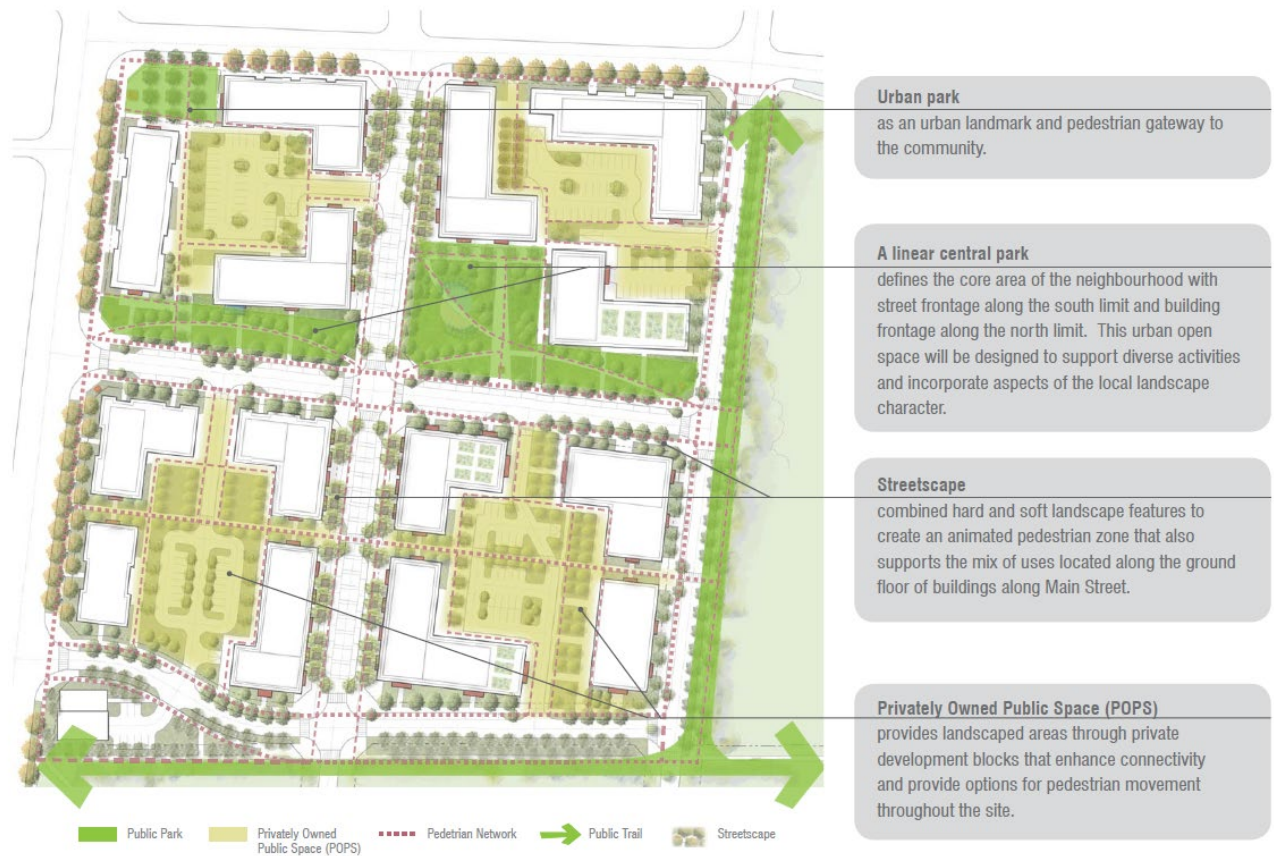 Urban park
as an urban landmark and pedestrian gateway to
the community.
A linear central park
defines the core area of the neighbourhood with
street frontage along the south limit and building
frontage along the north limit.  This urban open
space will be designed to support diverse activities
and incorporate aspects of the local landscape
character.
Streetscape
combined hard and soft landscape features to
create an animated pedestrian zone that also
supports the mix of uses located along the ground
floor of buildings along Main Street.
Privately Owned Public Space (POPS)
provides landscaped areas through private
development blocks that enhance connectivity
and provide options for pedestrian movement
throughout the site.
Public Park
Privately Owned
Public Space (POPS)
Pedetrian Network
Public Trail
Streetscape